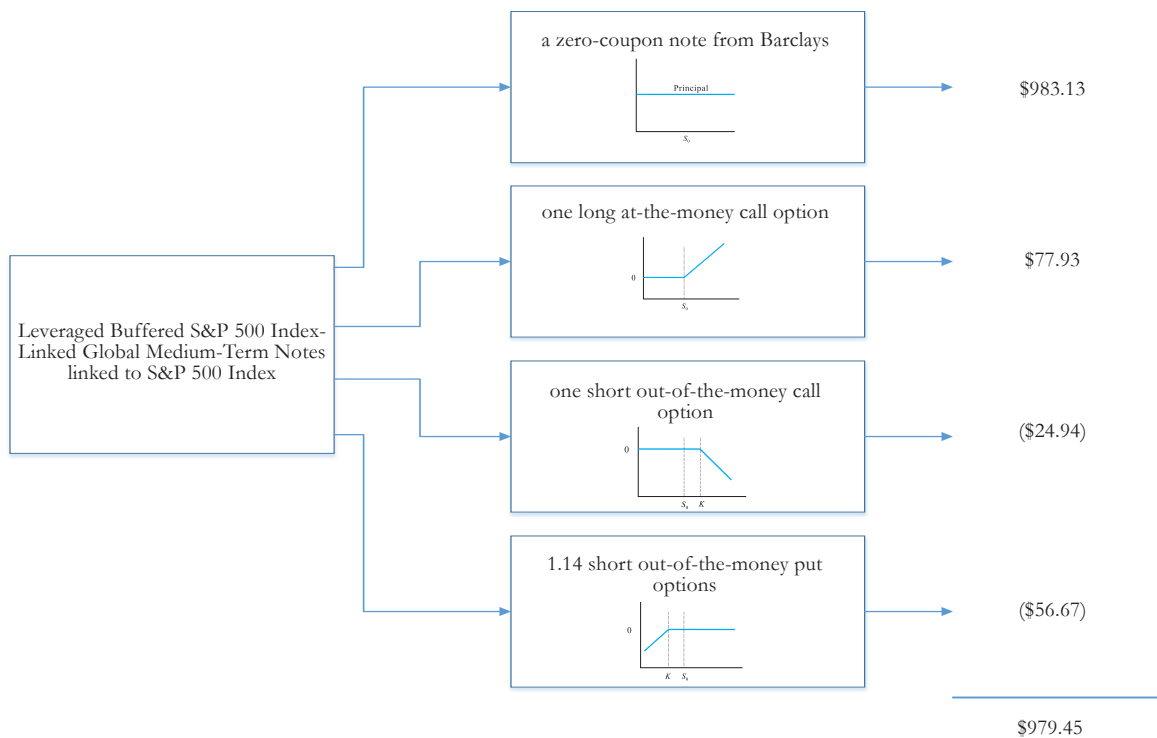 a zero-coupon note from Barclays
Principal
S₀
$983.13
one long at-the-money call option
0
S₀
$77.93
Leveraged Buffered S&P 500 Index-
Linked Global Medium-Term Notes
linked to S&P 500 Index
one short out-of-the-money call
option
0
S₀ K
($24.94)
1.14 short out-of-the-money put
options
0
K S₀
($56.67)
$979.45